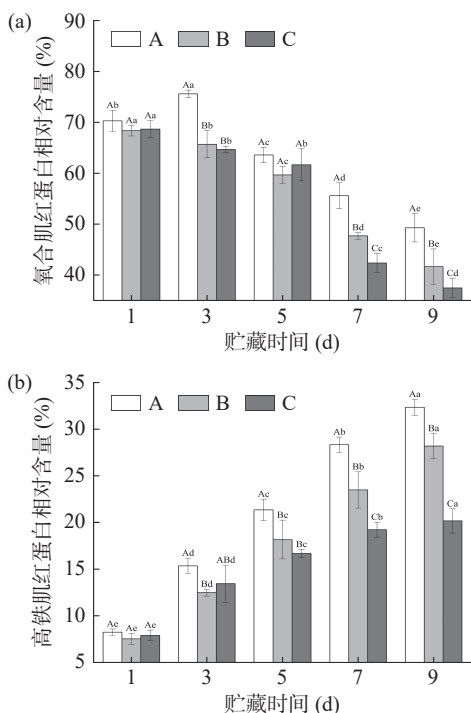 (a)
A B C
氧合肌红蛋白相对含量 (%)
90
80
70
60
50
40
Ab Aa Aa
Aa Bb Bb
Ac Ac Ab
Ad Bd Cc
Ae Be Cd
1 3 5 7 9
贮藏时间 (d)
(b)
A B C
高铁肌红蛋白相对含量 (%)
35
30
25
20
15
10
5
Ae Ae Ae
Ad Bd ABd
Ac Bc Bc
Ab Bb Cb
Aa Ba Ca
1 3 5 7 9
贮藏时间 (d)